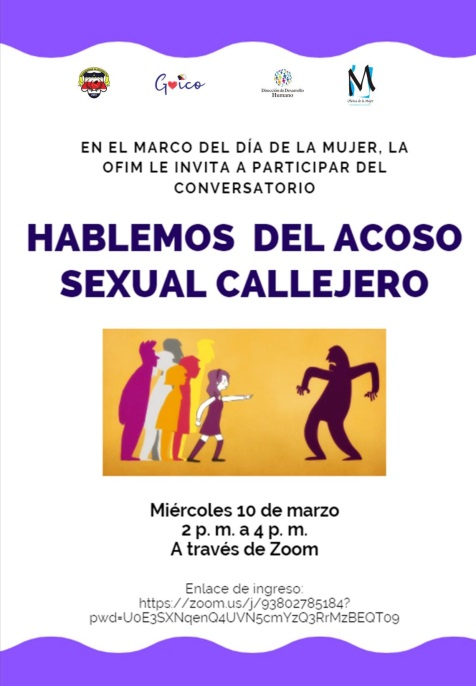 Goico
Dirección de Desarrollo
Humano
M
Oficina de la Mujer
EN EL MARCO DEL DÍA DE LA MUJER, LA
OFIM LE INVITA A PARTICIPAR DEL
CONVERSATORIO
HABLEMOS DEL ACOSO
SEXUAL CALLEJERO
Miércoles 10 de marzo
2 p. m. a 4 p. m.
A través de Zoom
Enlace de ingreso:
https://zoom.us/j/93802785184?
pwd=U0E3SXNqenQ4UVN5cmYzQ3RrMzBEQT09